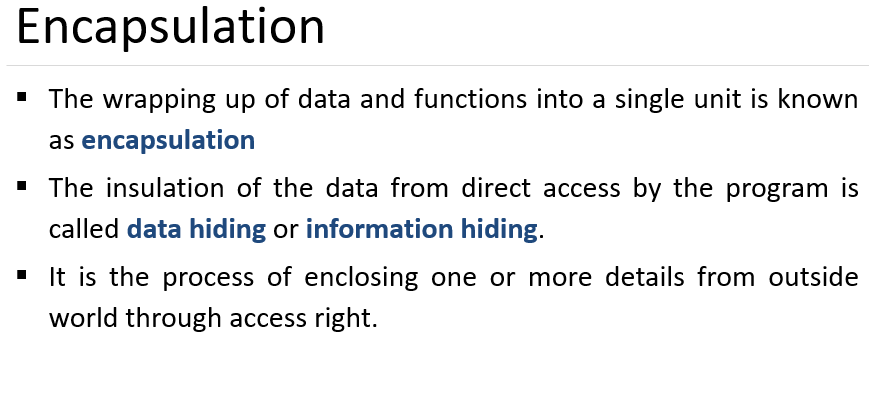 Encapsulation
▪ The wrapping up of data and functions into a single unit is known
as encapsulation
▪ The insulation of the data from direct access by the program is
called data hiding or information hiding.
▪ It is the process of enclosing one or more details from outside
world through access right.